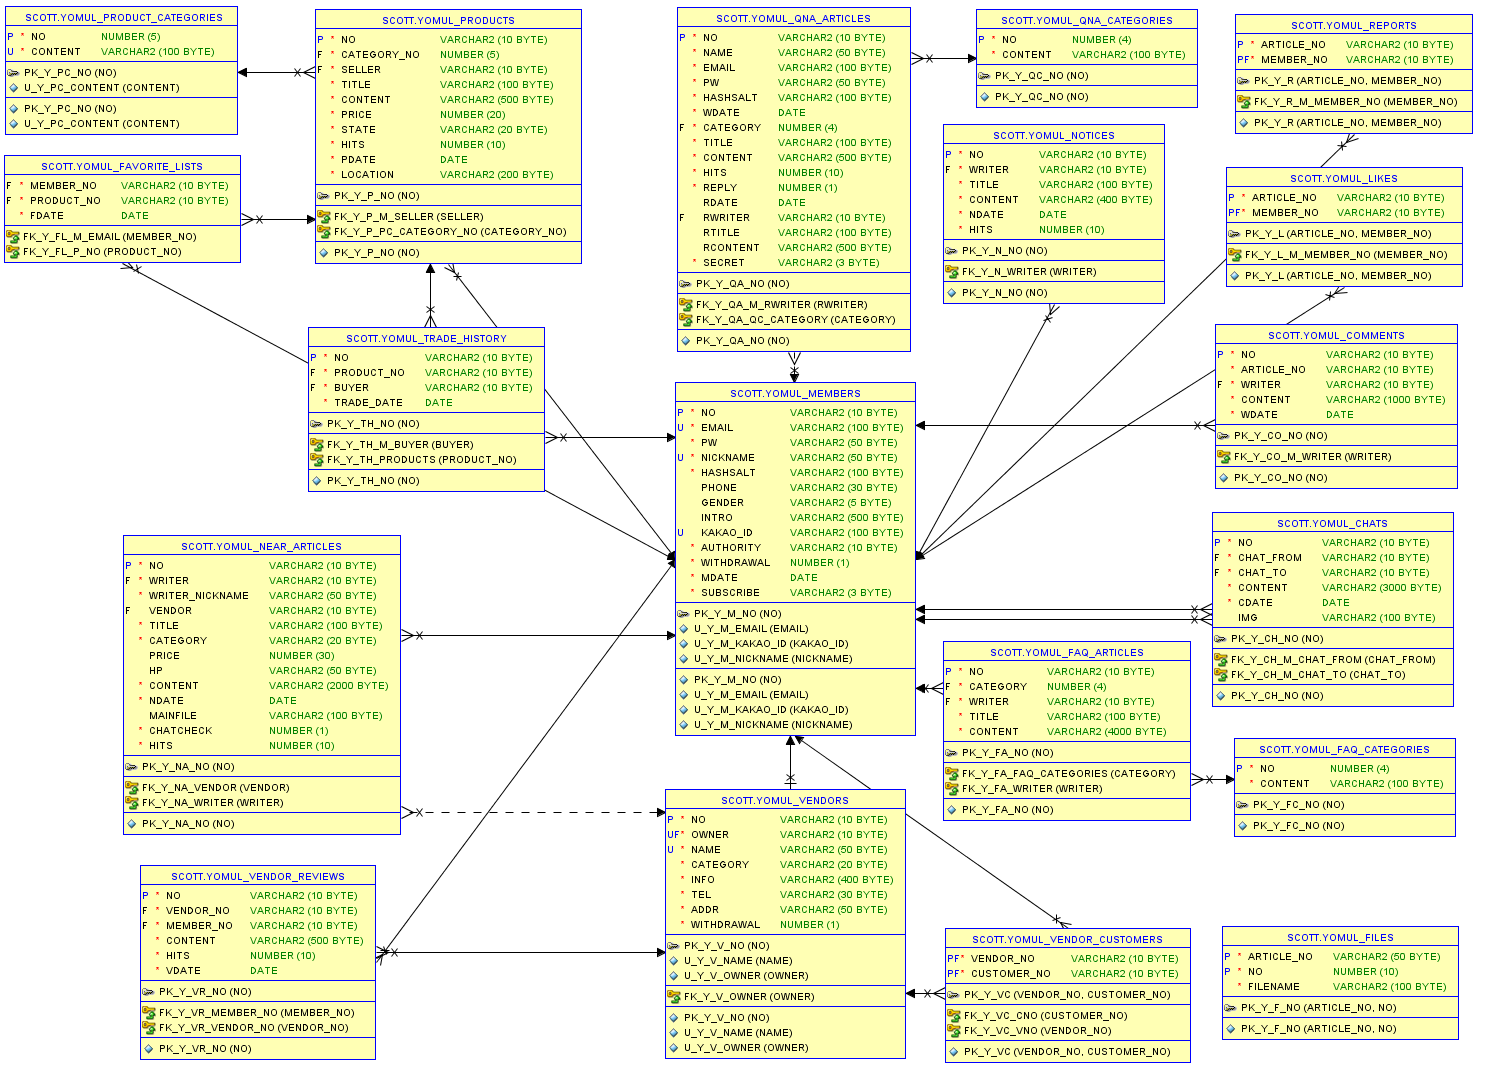 SCOTT.YOMUL_PRODUCT_CATEGORIES
P * NO NUMBER (5)
U * CONTENT VARCHAR2 (100 BYTE)
PK_Y_PC_NO (NO)
U_Y_PC_CONTENT (CONTENT)
PK_Y_PC_NO (NO)
U_Y_PC_CONTENT (CONTENT)
SCOTT.YOMUL_PRODUCTS
P * NO VARCHAR2 (10 BYTE)
F * CATEGORY_NO NUMBER (5)
F * SELLER VARCHAR2 (10 BYTE)
* TITLE VARCHAR2 (100 BYTE)
* CONTENT VARCHAR2 (500 BYTE)
* PRICE NUMBER (20)
* STATE VARCHAR2 (20 BYTE)
* HITS NUMBER (10)
* PDATE DATE
* LOCATION VARCHAR2 (200 BYTE)
PK_Y_P_NO (NO)
FK_Y_P_M_SELLER (SELLER)
FK_Y_P_PC_CATEGORY_NO (CATEGORY_NO)
PK_Y_P_NO (NO)
SCOTT.YOMUL_QNA_ARTICLES
P * NO VARCHAR2 (10 BYTE)
* NAME VARCHAR2 (50 BYTE)
* EMAIL VARCHAR2 (100 BYTE)
* PW VARCHAR2 (50 BYTE)
* HASHSALT VARCHAR2 (100 BYTE)
* WDATE DATE
F * CATEGORY NUMBER (4)
* TITLE VARCHAR2 (100 BYTE)
* CONTENT VARCHAR2 (500 BYTE)
* HITS NUMBER (10)
* REPLY NUMBER (1)
RDATE DATE
F RWRITER VARCHAR2 (10 BYTE)
RTITLE VARCHAR2 (100 BYTE)
RCONTENT VARCHAR2 (500 BYTE)
* SECRET VARCHAR2 (3 BYTE)
PK_Y_QA_NO (NO)
FK_Y_QA_M_RWRITER (RWRITER)
FK_Y_QA_QC_CATEGORY (CATEGORY)
PK_Y_QA_NO (NO)
SCOTT.YOMUL_QNA_CATEGORIES
P * NO NUMBER (4)
* CONTENT VARCHAR2 (100 BYTE)
PK_Y_QC_NO (NO)
PK_Y_QC_NO (NO)
SCOTT.YOMUL_REPORTS
P * ARTICLE_NO VARCHAR2 (10 BYTE)
PF* MEMBER_NO VARCHAR2 (10 BYTE)
PK_Y_R (ARTICLE_NO, MEMBER_NO)
FK_Y_R_M_MEMBER_NO (MEMBER_NO)
PK_Y_R (ARTICLE_NO, MEMBER_NO)
SCOTT.YOMUL_FAVORITE_LISTS
F * MEMBER_NO VARCHAR2 (10 BYTE)
F * PRODUCT_NO VARCHAR2 (10 BYTE)
* FDATE DATE
FK_Y_FL_M_EMAIL (MEMBER_NO)
FK_Y_FL_P_NO (PRODUCT_NO)
SCOTT.YOMUL_NOTICES
P * NO VARCHAR2 (10 BYTE)
F * WRITER VARCHAR2 (10 BYTE)
* TITLE VARCHAR2 (100 BYTE)
* CONTENT VARCHAR2 (400 BYTE)
* NDATE DATE
* HITS NUMBER (10)
PK_Y_N_NO (NO)
FK_Y_N_WRITER (WRITER)
PK_Y_N_NO (NO)
SCOTT.YOMUL_LIKES
P * ARTICLE_NO VARCHAR2 (10 BYTE)
PF* MEMBER_NO VARCHAR2 (10 BYTE)
PK_Y_L (ARTICLE_NO, MEMBER_NO)
FK_Y_L_M_MEMBER_NO (MEMBER_NO)
PK_Y_L (ARTICLE_NO, MEMBER_NO)
SCOTT.YOMUL_TRADE_HISTORY
P * NO VARCHAR2 (10 BYTE)
F * PRODUCT_NO VARCHAR2 (10 BYTE)
F * BUYER VARCHAR2 (10 BYTE)
* TRADE_DATE DATE
PK_Y_TH_NO (NO)
FK_Y_TH_M_BUYER (BUYER)
FK_Y_TH_PRODUCTS (PRODUCT_NO)
PK_Y_TH_NO (NO)
SCOTT.YOMUL_COMMENTS
P * NO VARCHAR2 (10 BYTE)
* ARTICLE_NO VARCHAR2 (10 BYTE)
F * WRITER VARCHAR2 (10 BYTE)
* CONTENT VARCHAR2 (1000 BYTE)
* WDATE DATE
PK_Y_CO_NO (NO)
FK_Y_CO_M_WRITER (WRITER)
PK_Y_CO_NO (NO)
SCOTT.YOMUL_MEMBERS
P * NO VARCHAR2 (10 BYTE)
U * EMAIL VARCHAR2 (100 BYTE)
* PW VARCHAR2 (50 BYTE)
U * NICKNAME VARCHAR2 (50 BYTE)
* HASHSALT VARCHAR2 (100 BYTE)
PHONE VARCHAR2 (30 BYTE)
GENDER VARCHAR2 (5 BYTE)
INTRO VARCHAR2 (500 BYTE)
U KAKAO_ID VARCHAR2 (100 BYTE)
* AUTHORITY VARCHAR2 (10 BYTE)
* WITHDRAWAL NUMBER (1)
* MDATE DATE
* SUBSCRIBE VARCHAR2 (3 BYTE)
PK_Y_M_NO (NO)
U_Y_M_EMAIL (EMAIL)
U_Y_M_KAKAO_ID (KAKAO_ID)
U_Y_M_NICKNAME (NICKNAME)
PK_Y_M_NO (NO)
U_Y_M_EMAIL (EMAIL)
U_Y_M_KAKAO_ID (KAKAO_ID)
U_Y_M_NICKNAME (NICKNAME)
SCOTT.YOMUL_CHATS
P * NO VARCHAR2 (10 BYTE)
F * CHAT_FROM VARCHAR2 (10 BYTE)
F * CHAT_TO VARCHAR2 (10 BYTE)
* CONTENT VARCHAR2 (3000 BYTE)
* CDATE DATE
IMG VARCHAR2 (100 BYTE)
PK_Y_CH_NO (NO)
FK_Y_CH_M_CHAT_FROM (CHAT_FROM)
FK_Y_CH_M_CHAT_TO (CHAT_TO)
PK_Y_CH_NO (NO)
SCOTT.YOMUL_NEAR_ARTICLES
P * NO VARCHAR2 (10 BYTE)
F * WRITER VARCHAR2 (10 BYTE)
* WRITER_NICKNAME VARCHAR2 (50 BYTE)
F VENDOR VARCHAR2 (10 BYTE)
* TITLE VARCHAR2 (100 BYTE)
* CATEGORY VARCHAR2 (20 BYTE)
PRICE NUMBER (30)
HP VARCHAR2 (50 BYTE)
* CONTENT VARCHAR2 (2000 BYTE)
* NDATE DATE
MAINFILE VARCHAR2 (100 BYTE)
* CHATCHECK NUMBER (1)
* HITS NUMBER (10)
PK_Y_NA_NO (NO)
FK_Y_NA_VENDOR (VENDOR)
FK_Y_NA_WRITER (WRITER)
PK_Y_NA_NO (NO)
SCOTT.YOMUL_FAQ_ARTICLES
P * NO VARCHAR2 (10 BYTE)
F * CATEGORY NUMBER (4)
F * WRITER VARCHAR2 (10 BYTE)
* TITLE VARCHAR2 (100 BYTE)
* CONTENT VARCHAR2 (4000 BYTE)
PK_Y_FA_NO (NO)
FK_Y_FA_FAQ_CATEGORIES (CATEGORY)
FK_Y_FA_WRITER (WRITER)
PK_Y_FA_NO (NO)
SCOTT.YOMUL_FAQ_CATEGORIES
P * NO NUMBER (4)
* CONTENT VARCHAR2 (100 BYTE)
PK_Y_FC_NO (NO)
PK_Y_FC_NO (NO)
SCOTT.YOMUL_VENDORS
P * NO VARCHAR2 (10 BYTE)
UF* OWNER VARCHAR2 (10 BYTE)
U * NAME VARCHAR2 (50 BYTE)
* CATEGORY VARCHAR2 (20 BYTE)
* INFO VARCHAR2 (400 BYTE)
* TEL VARCHAR2 (30 BYTE)
* ADDR VARCHAR2 (50 BYTE)
* WITHDRAWAL NUMBER (1)
PK_Y_V_NO (NO)
U_Y_V_NAME (NAME)
U_Y_V_OWNER (OWNER)
FK_Y_V_OWNER (OWNER)
PK_Y_V_NO (NO)
U_Y_V_NAME (NAME)
U_Y_V_OWNER (OWNER)
SCOTT.YOMUL_VENDOR_REVIEWS
P * NO VARCHAR2 (10 BYTE)
F * VENDOR_NO VARCHAR2 (10 BYTE)
F * MEMBER_NO VARCHAR2 (10 BYTE)
* CONTENT VARCHAR2 (500 BYTE)
* HITS NUMBER (10)
* VDATE DATE
PK_Y_VR_NO (NO)
FK_Y_VR_MEMBER_NO (MEMBER_NO)
FK_Y_VR_VENDOR_NO (VENDOR_NO)
PK_Y_VR_NO (NO)
SCOTT.YOMUL_VENDOR_CUSTOMERS
PF* VENDOR_NO VARCHAR2 (10 BYTE)
PF* CUSTOMER_NO VARCHAR2 (10 BYTE)
PK_Y_VC (VENDOR_NO, CUSTOMER_NO)
FK_Y_VC_CNO (CUSTOMER_NO)
FK_Y_VC_VNO (VENDOR_NO)
PK_Y_VC (VENDOR_NO, CUSTOMER_NO)
SCOTT.YOMUL_FILES
P * ARTICLE_NO VARCHAR2 (50 BYTE)
P * NO NUMBER (10)
* FILENAME VARCHAR2 (100 BYTE)
PK_Y_F_NO (ARTICLE_NO, NO)
PK_Y_F_NO (ARTICLE_NO, NO)